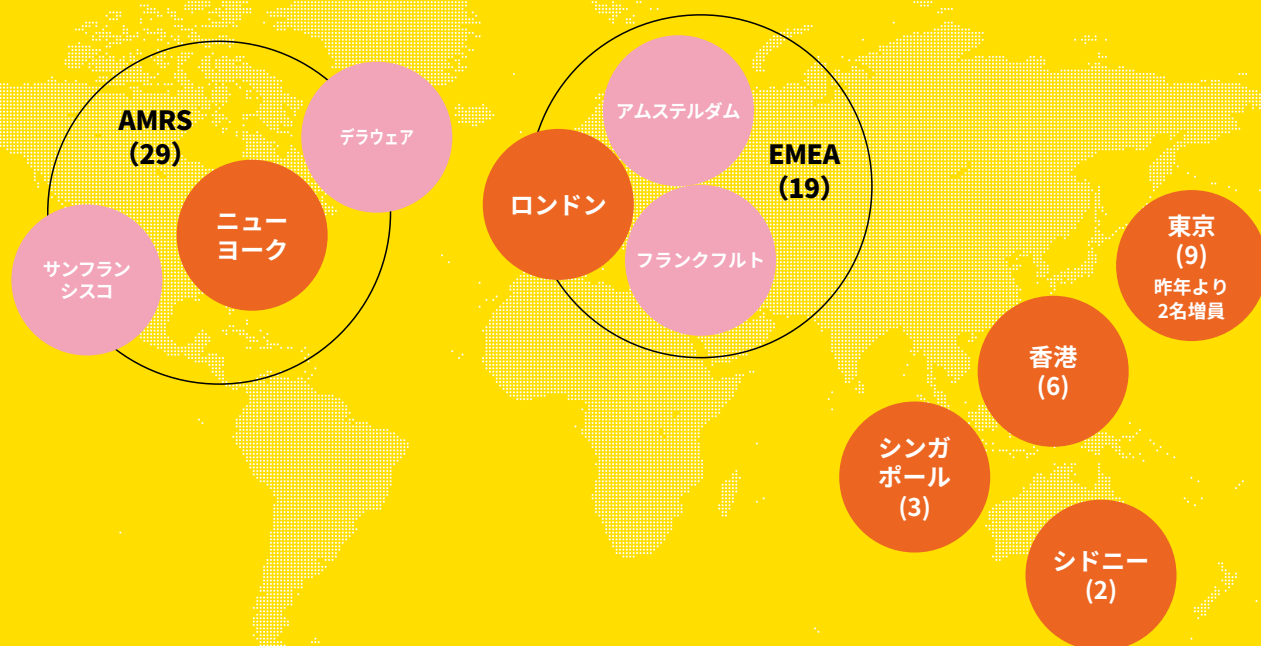 AMRS
（29）
デラウェア
ニュー
ヨーク
サンフラン
シスコ
アムステルダム
EMEA
（19）
ロンドン
フランクフルト
東京
(9)
昨年より
2名増員
香港
(6)
シンガ
ポール
(3)
シドニー
(2)